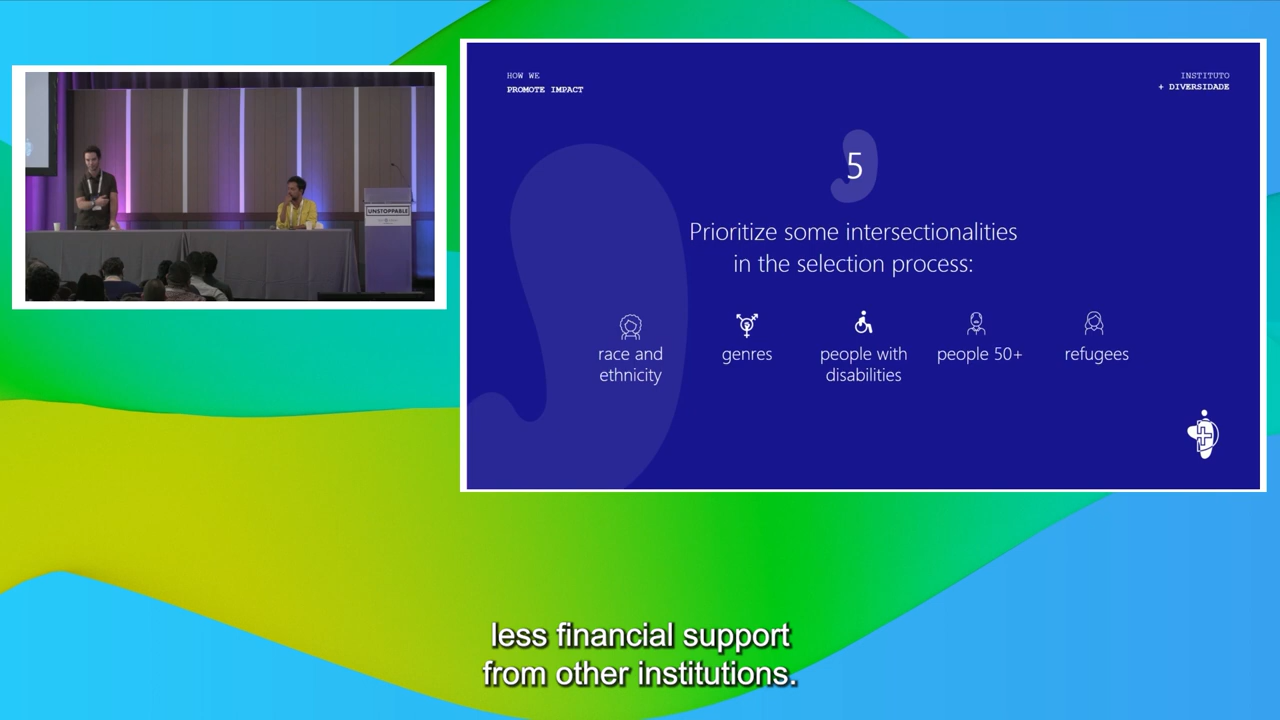 HOW WE
PROMOTE IMPACT
INSTITUTO
+ DIVERSIDADE
5
Prioritize some intersectionalities
in the selection process:
race and
ethnicity
genres
people with
disabilities
people 50+
refugees
UNSTOPPABLE
less financial support
from other institutions.